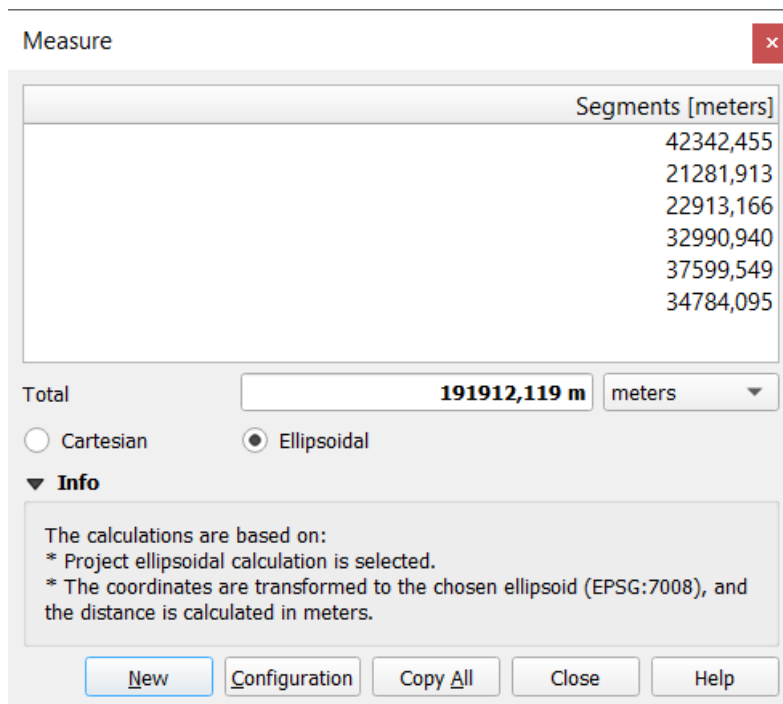 Measure
Segments [meters]
42342,455
21281,913
22913,166
32990,940
37599,549
34784,095
Total 191912,119 m meters
Cartesian Ellipsoidal
Info
The calculations are based on:
* Project ellipsoidal calculation is selected.
* The coordinates are transformed to the chosen ellipsoid (EPSG:7008), and
the distance is calculated in meters.
New Configuration Copy All Close Help